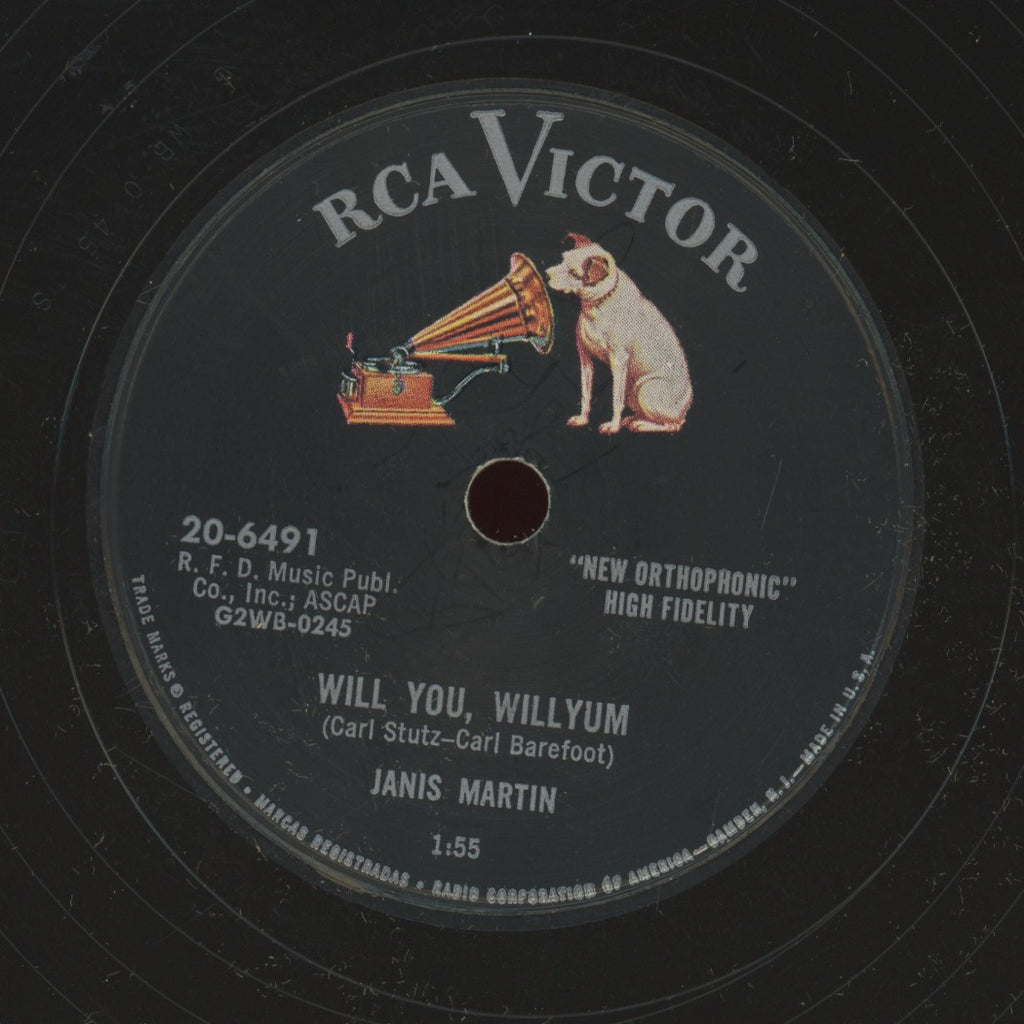 RCA VICTOR
20-6491
R. F. D. Music Publ.
Co., Inc.; ASCAP
G2WB-0245
"NEW ORTHOPHONIC"
HIGH FIDELITY
WILL YOU, WILLYUM
(Carl Stutz–Carl Barefoot)
JANIS MARTIN
1:55
TRADE MARKS ® REGISTERED • MARCAS REGISTRADAS • RADIO CORPORATION OF AMERICA—CAMDEN, N. J.—MADE IN U. S. A.